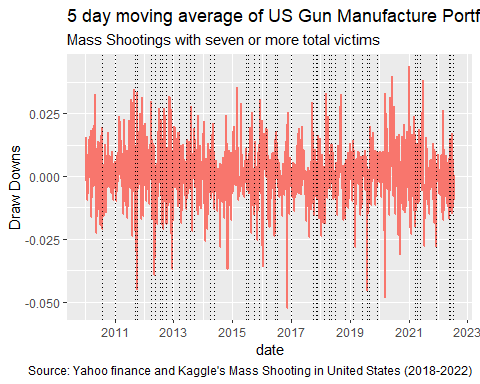 5 day moving average of US Gun Manufacture Portf
Mass Shootings with seven or more total victims
Draw Downs
0.025
0.000
-0.025
-0.050
2011 2013 2015 2017 2019 2021 2023
date
Source: Yahoo finance and Kaggle's Mass Shooting in United States (2018-2022)